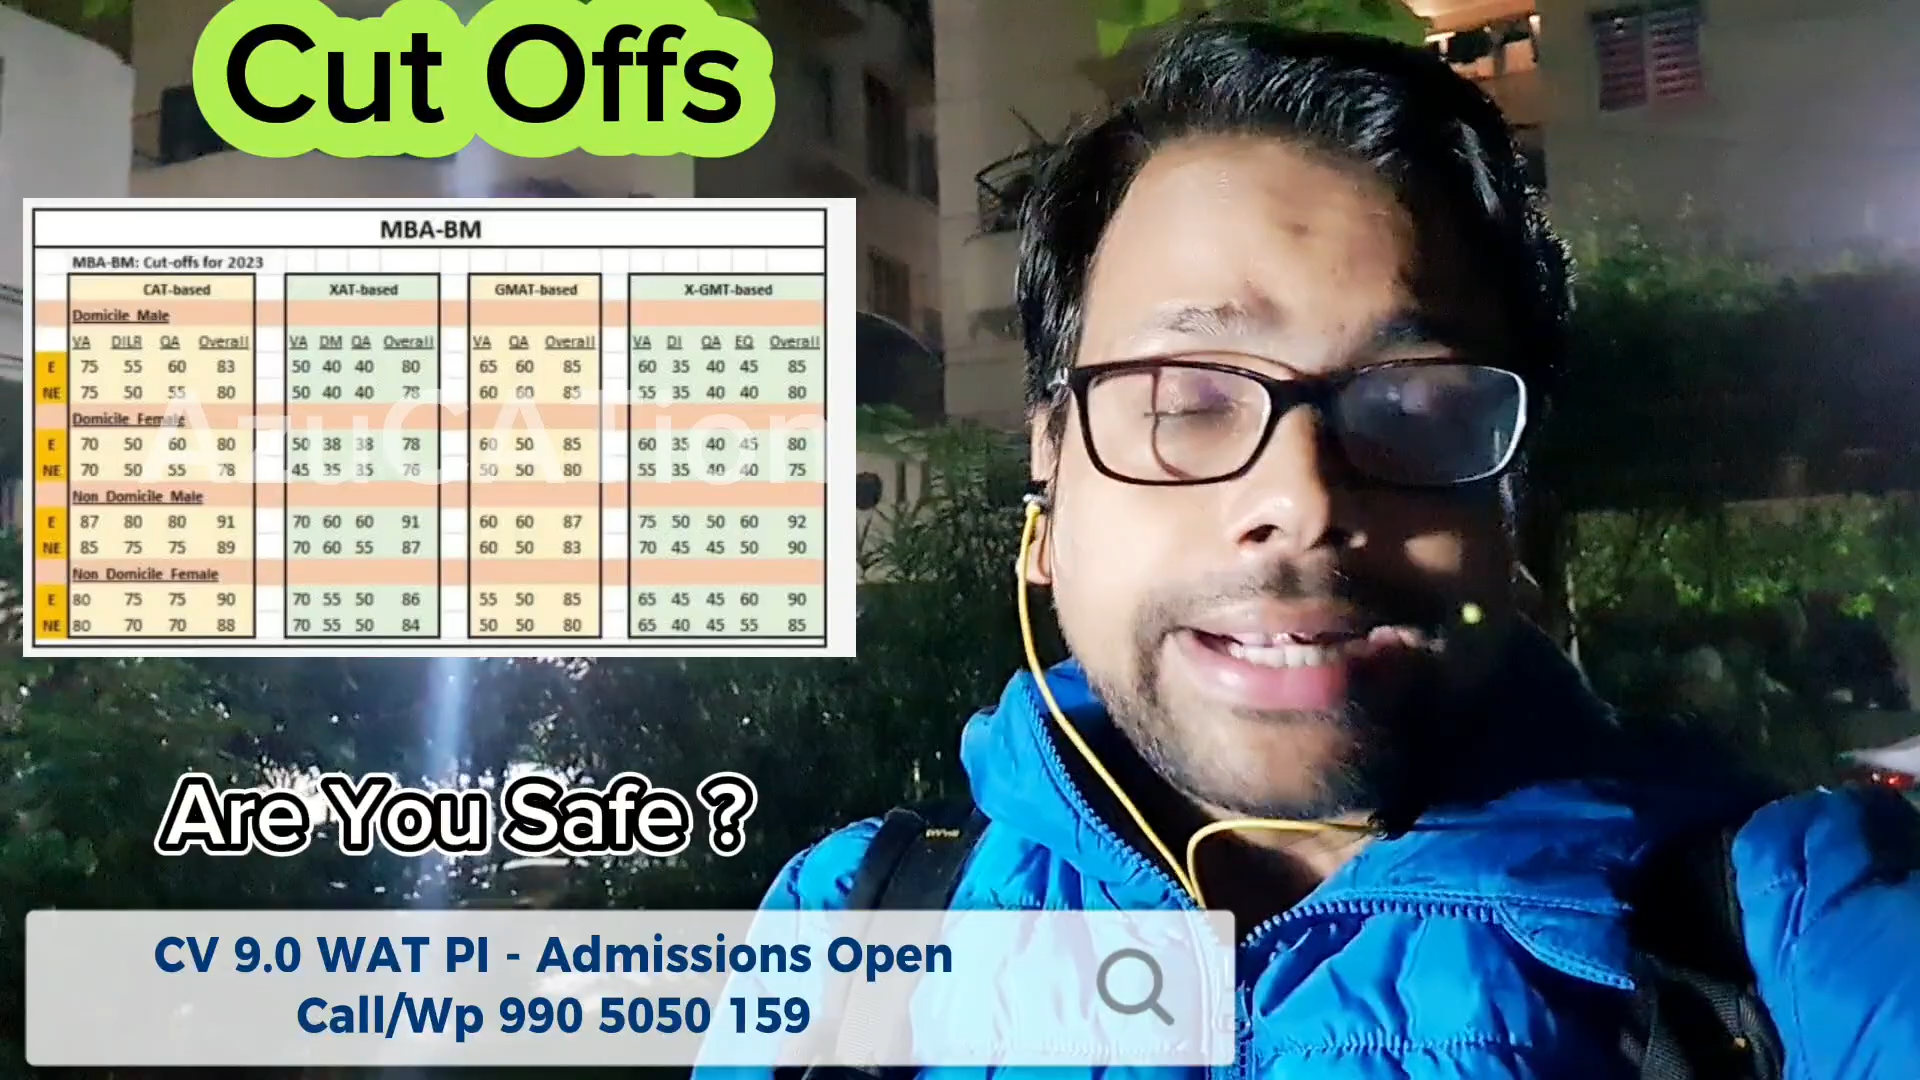 Cut Offs
MBA-BM
MBA-BM: Cut-offs for 2023
CAT-based XAT-based GMAT-based X-GMT-based
Domicile Male
VA DILR QA Overall VA DM QA Overall VA QA Overall VA DI QA EQ Overall
E 75 55 60 83 50 40 40 80 65 60 85 60 35 40 45 85
NE 75 50 55 80 50 40 40 78 60 60 85 55 35 40 40 80
AzuCATion
Domicile Female
E 70 50 60 80 50 38 38 78 60 50 85 60 35 40 45 80
NE 70 50 55 78 45 35 35 76 50 50 80 55 35 40 40 75
Non Domicile Male
E 87 80 80 91 70 60 60 91 60 60 87 75 50 50 60 92
NE 85 75 75 89 70 60 55 87 60 50 83 70 45 45 50 90
Non Domicile Female
E 80 75 75 90 70 55 50 86 55 50 85 65 45 45 60 90
NE 80 70 70 88 70 55 50 84 50 50 80 65 40 45 55 85
Are You Safe ?
CV 9.0 WAT PI - Admissions Open
Call/Wp 990 5050 159